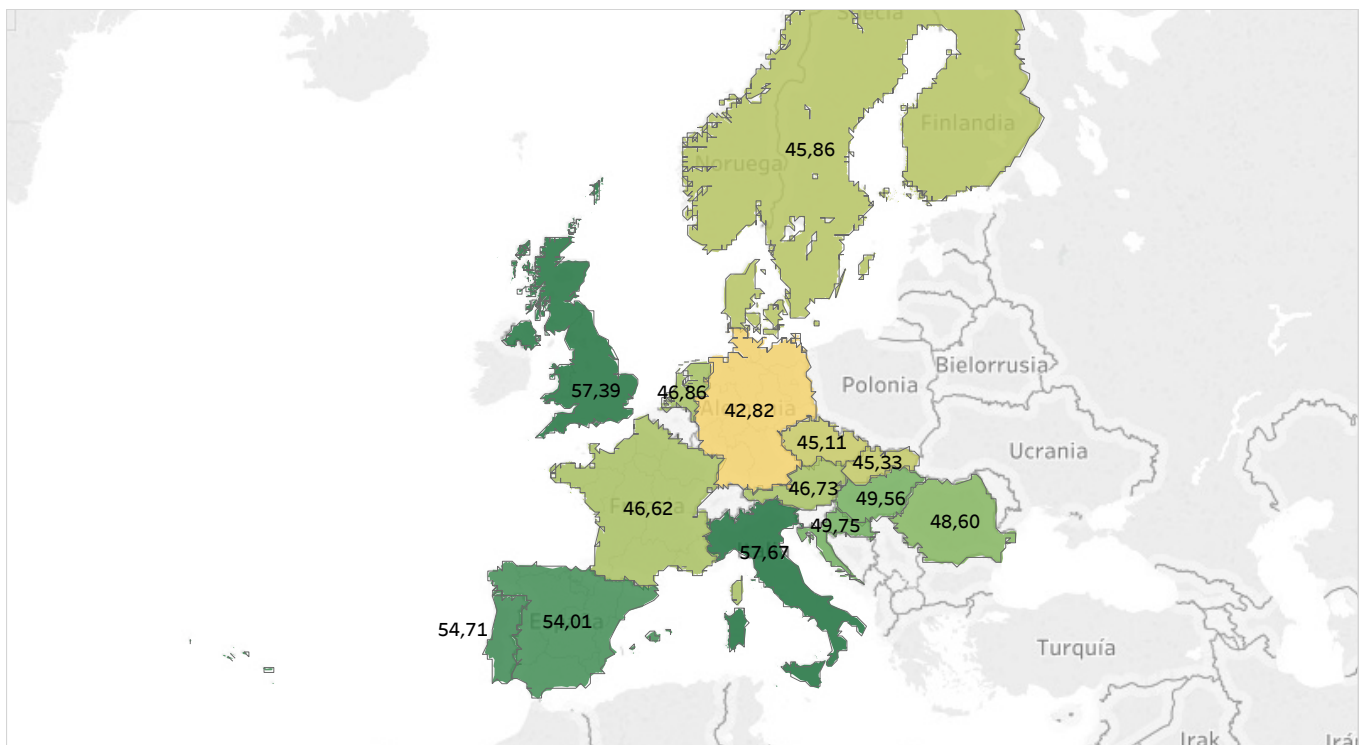 Suecia
Finlandia
45,86
Noruega
Bielorrusia
Polonia
57,39
46,86
Alemania
42,82
45,11
Ucrania
45,33
46,73
49,56
46,62
Francia
48,60
49,75
57,67
54,71
54,01
España
Turquía
Irak